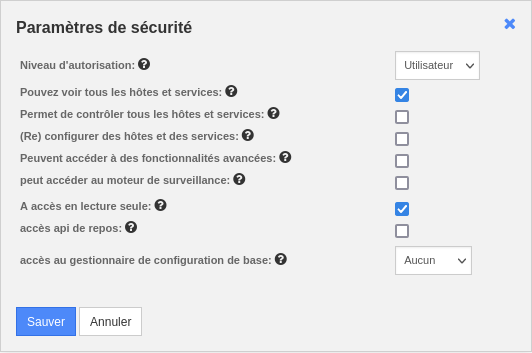 Paramètres de sécurité
Niveau d'autorisation: Utilisateur
Pouvez voir tous les hôtes et services:
Permet de contrôler tous les hôtes et services:
(Re) configurer des hôtes et des services:
Peuvent accéder à des fonctionnalités avancées:
peut accéder au moteur de surveillance:
A accès en lecture seule:
accès api de repos:
accès au gestionnaire de configuration de base: Aucun
Sauver Annuler